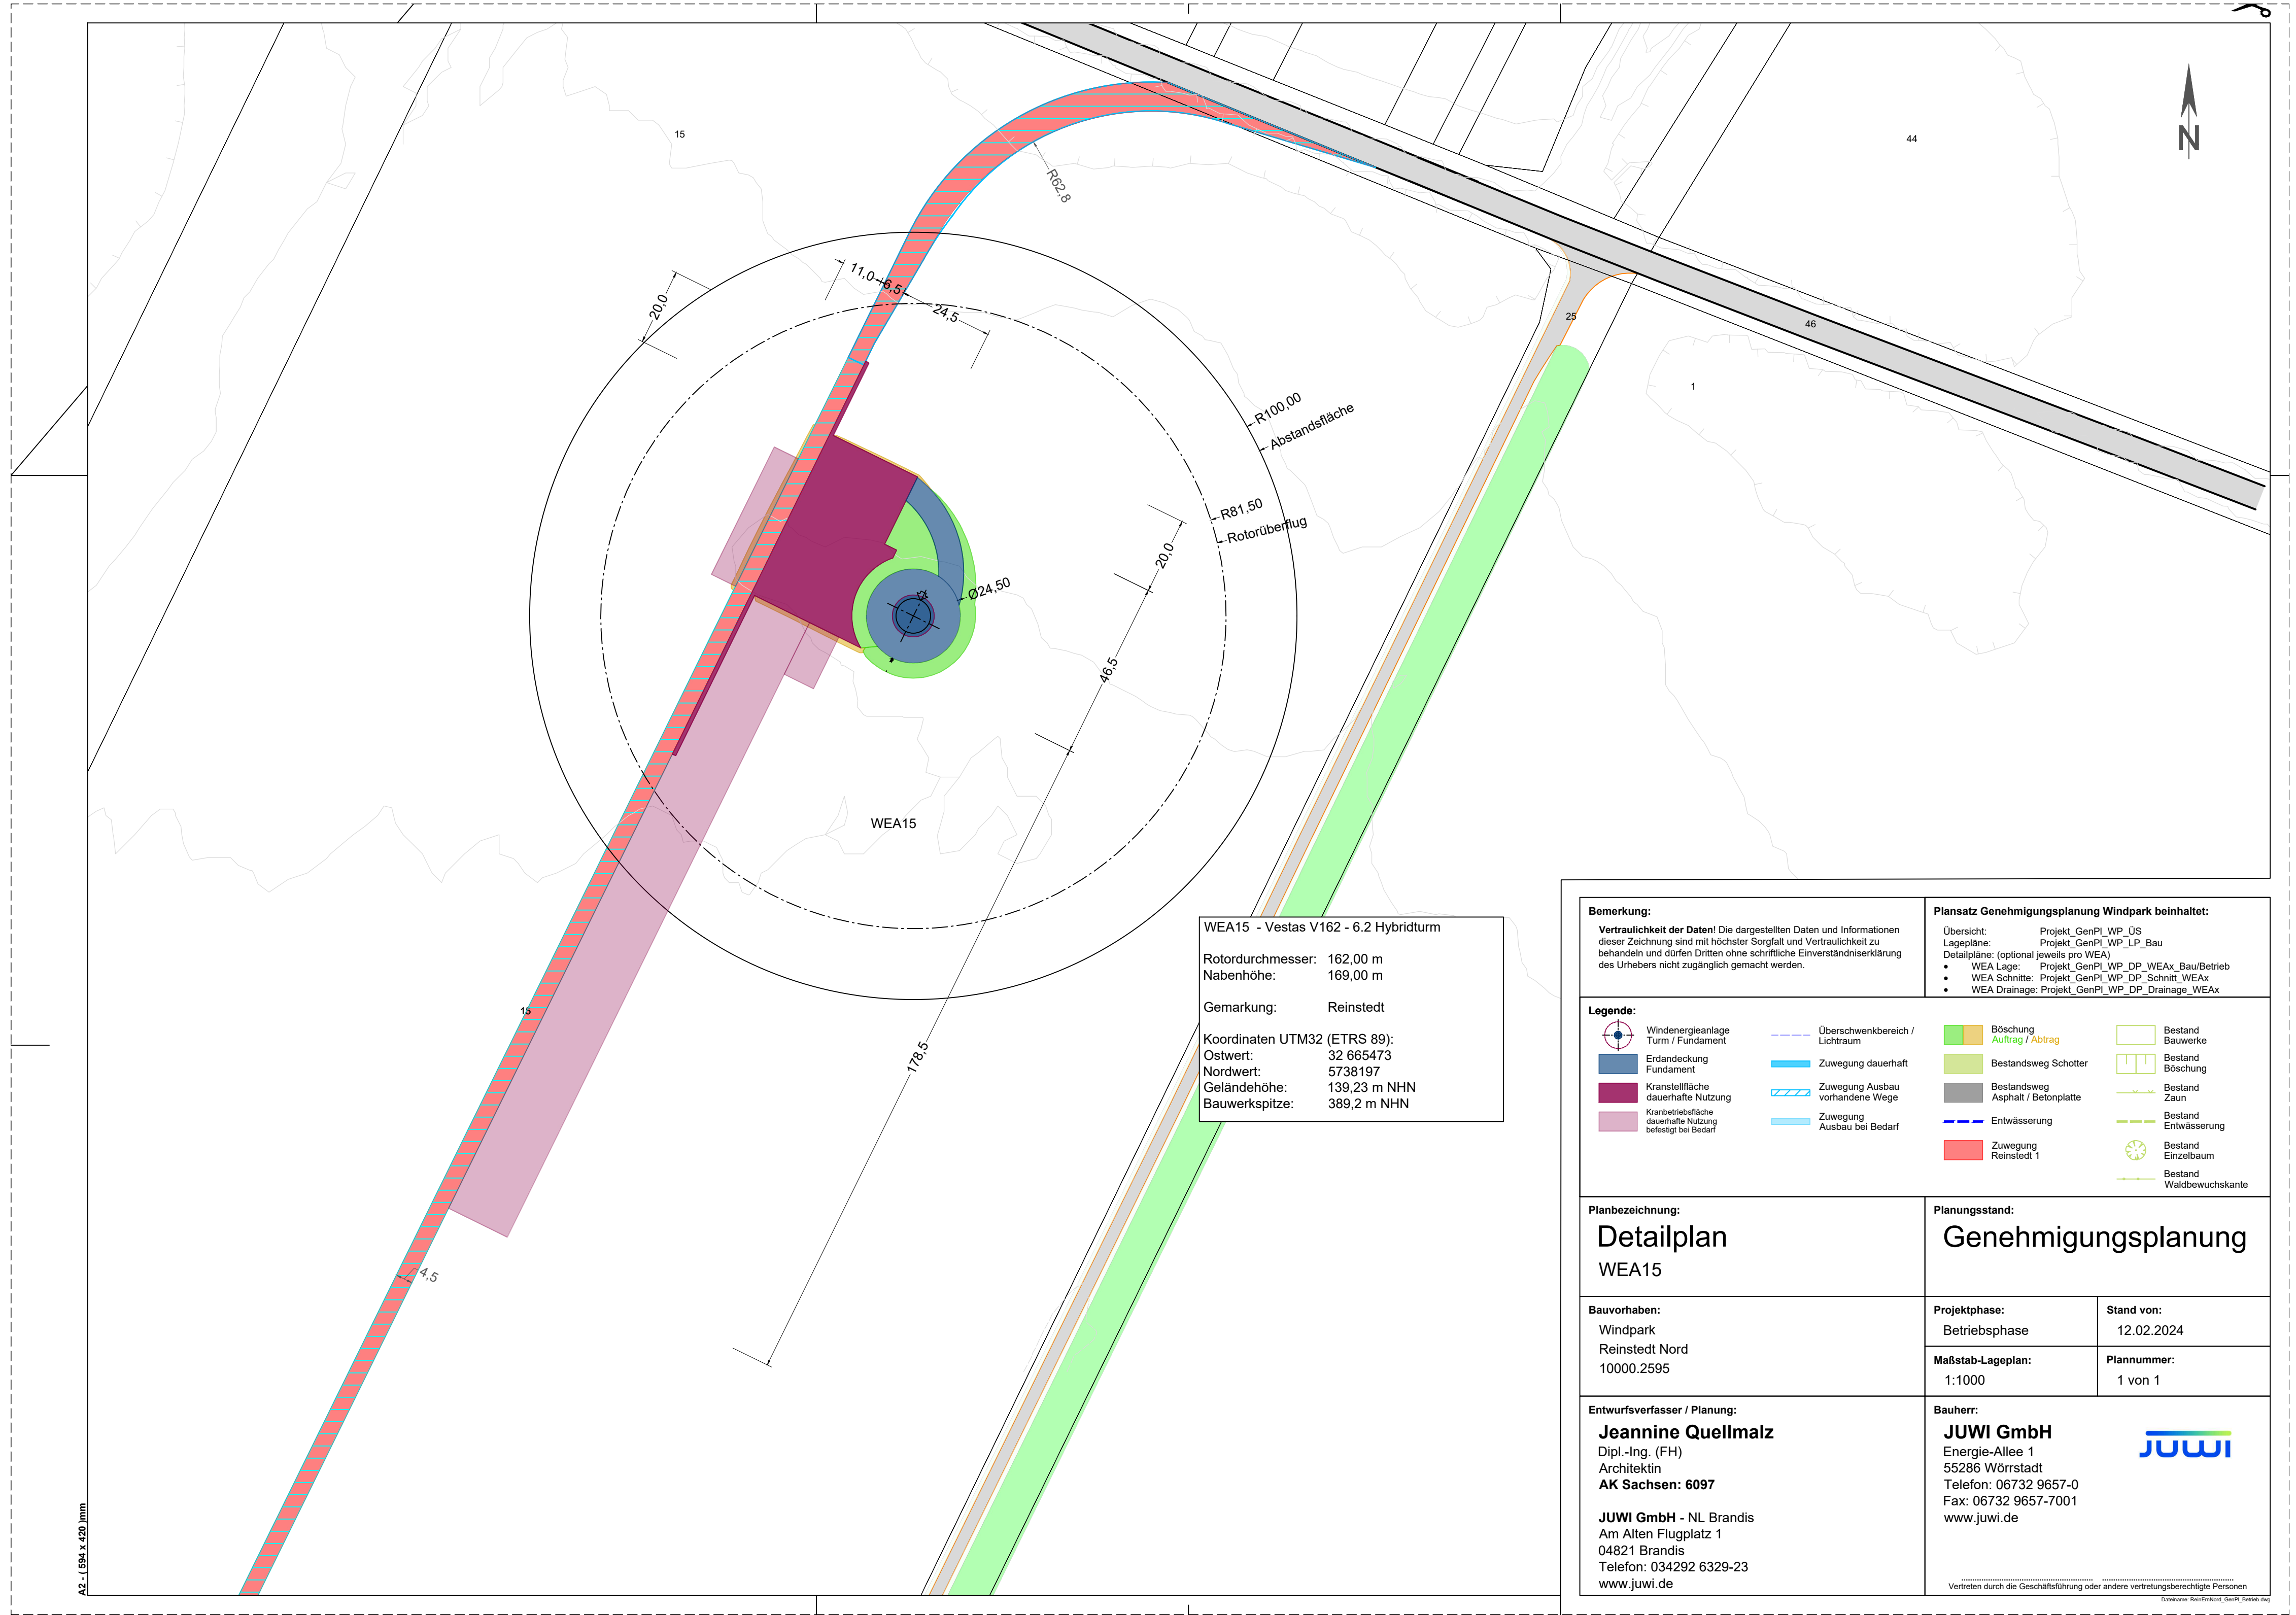 15
44
N
R62,8
11,0
6,5
20,0
24,5
25
46
1
R100,00
Abstandsfläche
R81,50
Rotorüberflug
20,0
Ø24,50
46,5
WEA15
15
178,5
4,5
WEA15 - Vestas V162 - 6.2 Hybridturm
Rotordurchmesser: 162,00 m
Nabenhöhe: 169,00 m
Gemarkung: Reinstedt
Koordinaten UTM32 (ETRS 89):
Ostwert: 32 665473
Nordwert: 5738197
Geländehöhe: 139,23 m NHN
Bauwerkspitze: 389,2 m NHN
Bemerkung:
Vertraulichkeit der Daten! Die dargestellten Daten und Informationen
dieser Zeichnung sind mit höchster Sorgfalt und Vertraulichkeit zu
behandeln und dürfen Dritten ohne schriftliche Einverständniserklärung
des Urhebers nicht zugänglich gemacht werden.
Plansatz Genehmigungsplanung Windpark beinhaltet:
Übersicht: Projekt_GenPl_WP_ÜS
Lagepläne: Projekt_GenPl_WP_LP_Bau
Detailpläne: (optional jeweils pro WEA)
• WEA Lage: Projekt_GenPl_WP_DP_WEAx_Bau/Betrieb
• WEA Schnitte: Projekt_GenPl_WP_DP_Schnitt_WEAx
• WEA Drainage: Projekt_GenPl_WP_DP_Drainage_WEAx
Legende:
Windenergieanlage
Turm / Fundament
Erdandeckung
Fundament
Kranstellfläche
dauerhafte Nutzung
Kranbetriebsfläche
dauerhafte Nutzung
befestigt bei Bedarf
Überschwenkbereich /
Lichtraum
Zuwegung dauerhaft
Zuwegung Ausbau
vorhandene Wege
Zuwegung
Ausbau bei Bedarf
Böschung
Auftrag / Abtrag
Bestandsweg Schotter
Bestandsweg
Asphalt / Betonplatte
Entwässerung
Zuwegung
Reinstedt 1
Bestand
Bauwerke
Bestand
Böschung
Bestand
Zaun
Bestand
Entwässerung
Bestand
Einzelbaum
Bestand
Waldbewuchskante
Planbezeichnung:
Detailplan
WEA15
Planungsstand:
Genehmigungsplanung
Bauvorhaben:
Windpark
Reinstedt Nord
10000.2595
Projektphase:
Betriebsphase
Stand von:
12.02.2024
Maßstab-Lageplan:
1:1000
Plannummer:
1 von 1
Entwurfsverfasser / Planung:
Jeannine Quellmalz
Dipl.-Ing. (FH)
Architektin
AK Sachsen: 6097
JUWI GmbH - NL Brandis
Am Alten Flugplatz 1
04821 Brandis
Telefon: 034292 6329-23
www.juwi.de
Bauherr:
JUWI GmbH
Energie-Allee 1
55286 Wörrstadt
Telefon: 06732 9657-0
Fax: 06732 9657-7001
www.juwi.de
JUWI
Vertreten durch die Geschäftsführung oder andere vertretungsberechtigte Personen
Dateiname: ReinErnNord_GenPl_Betrieb.dwg
A2 - ( 594 x 420 )mm